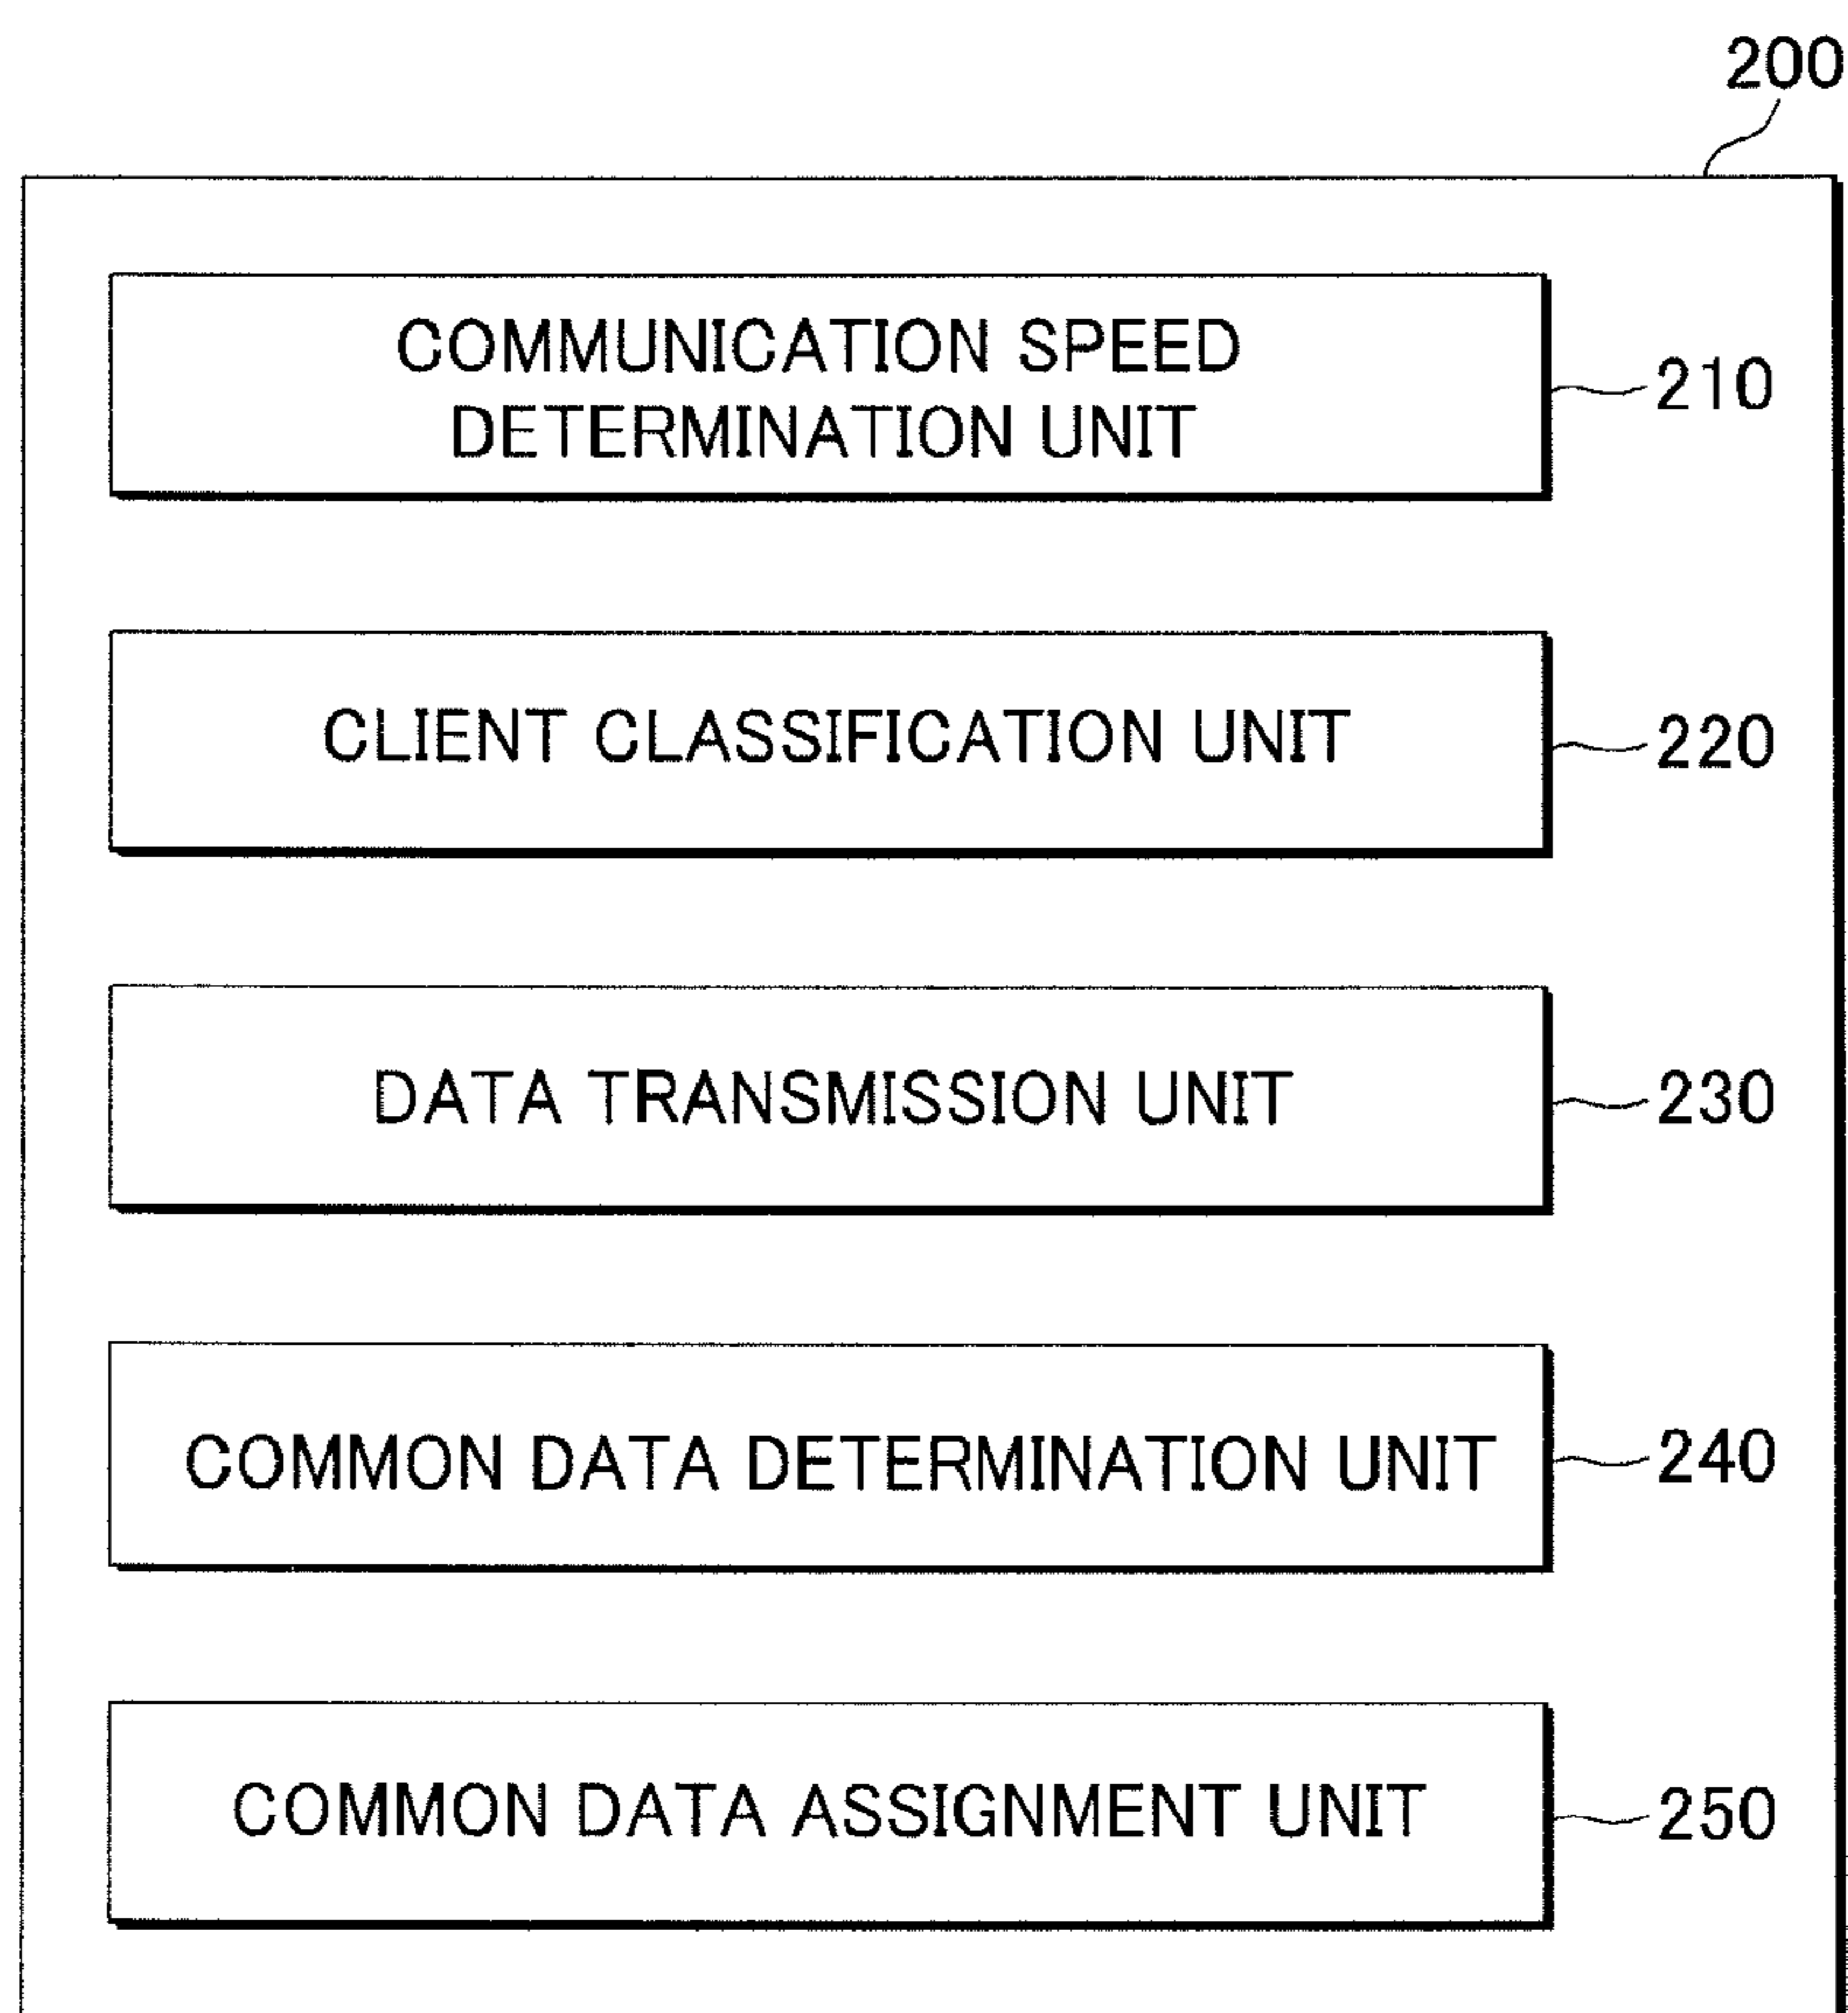 200
COMMUNICATION SPEED
DETERMINATION UNIT
210
CLIENT CLASSIFICATION UNIT
220
DATA TRANSMISSION UNIT
230
COMMON DATA DETERMINATION UNIT
240
COMMON DATA ASSIGNMENT UNIT
250